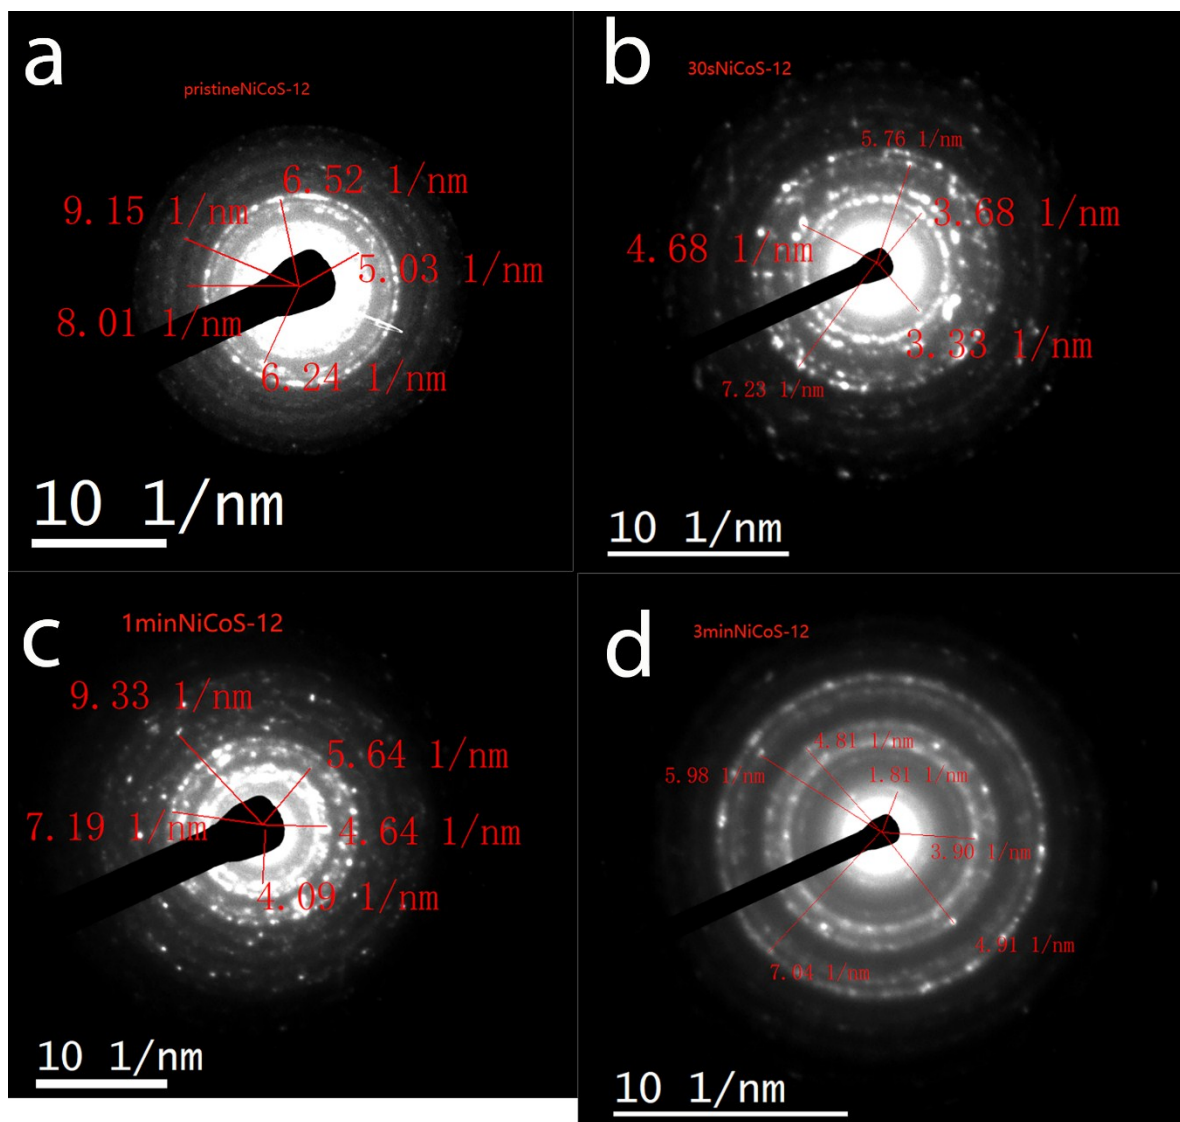 a
pristineNiCoS-12
6.52 1/nm
9.15 1/nm
5.03 1/nm
8.01 1/nm
6.24 1/nm
10 1/nm
b
30sNiCoS-12
5.76 1/nm
3.68 1/nm
4.68 1/nm
3.33 1/nm
7.23 1/nm
10 1/nm
c
1minNiCoS-12
9.33 1/nm
5.64 1/nm
7.19 1/nm
4.64 1/nm
4.09 1/nm
10 1/nm
d
3minNiCoS-12
4.81 1/nm
5.98 1/nm
1.81 1/nm
3.90 1/nm
4.91 1/nm
7.04 1/nm
10 1/nm